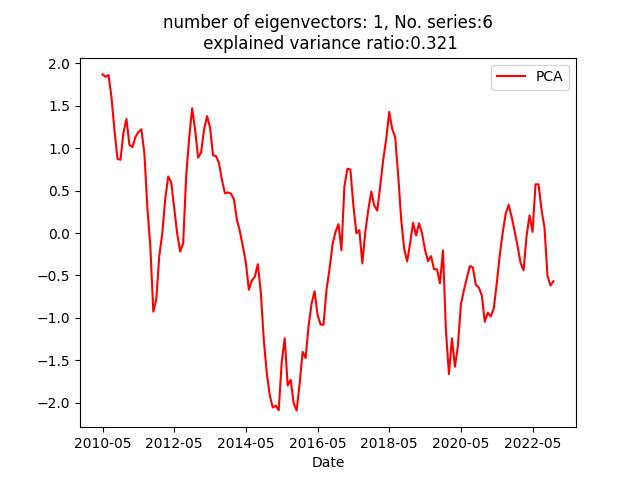 number of eigenvectors: 1, No. series:6
explained variance ratio:0.321
PCA
2.0
1.5
1.0
0.5
0.0
−0.5
−1.0
−1.5
−2.0
2010-05 2012-05 2014-05 2016-05 2018-05 2020-05 2022-05
Date